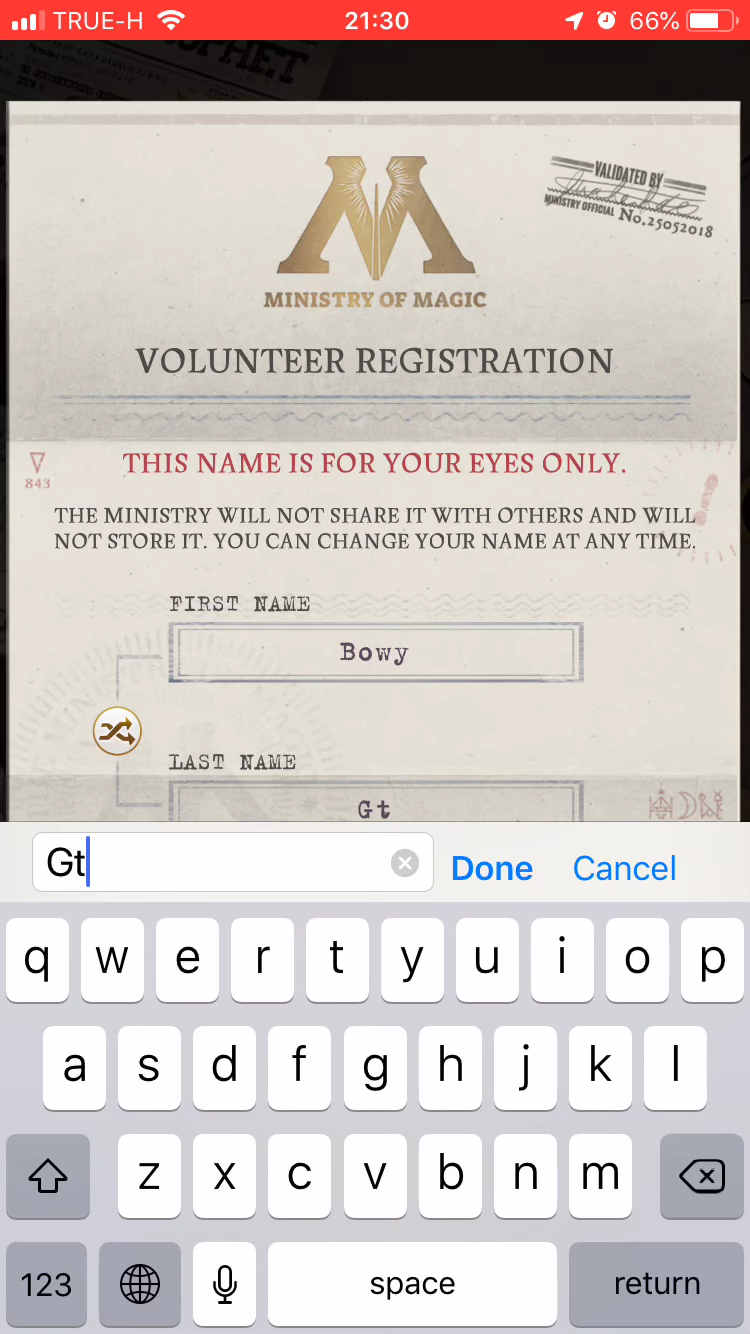 TRUE-H
21:30
66%
VALIDATED BY
MINISTRY OFFICIAL No.25052018
MINISTRY OF MAGIC
VOLUNTEER REGISTRATION
THIS NAME IS FOR YOUR EYES ONLY.
843
THE MINISTRY WILL NOT SHARE IT WITH OTHERS AND WILL
NOT STORE IT. YOU CAN CHANGE YOUR NAME AT ANY TIME.
FIRST NAME
Bowy
LAST NAME
Gt
Gt
Done Cancel
q w e r t y u i o p
a s d f g h j k l
z x c v b n m
123 space return